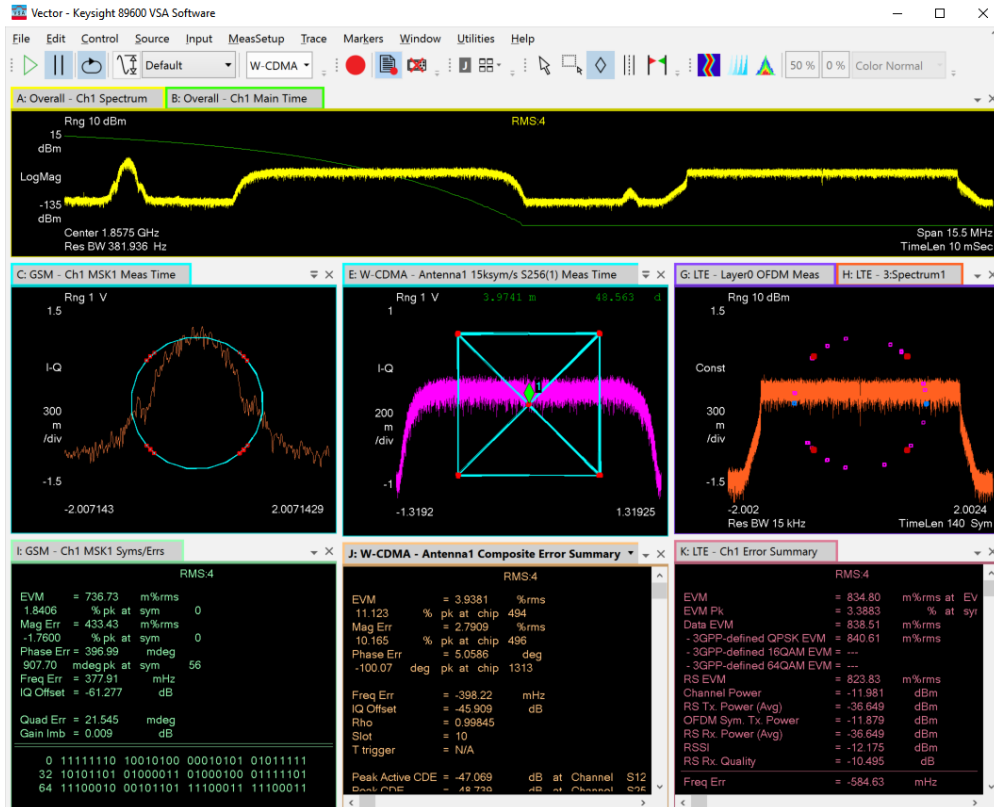 Vector - Keysight 89600 VSA Software
File Edit Control Source Input MeasSetup Trace Markers Window Utilities Help
Default W-CDMA J 50 % 0 % Color Normal
A: Overall - Ch1 Spectrum B: Overall - Ch1 Main Time
Rng 10 dBm RMS:4
15
dBm
LogMag
-135
dBm
Center 1.8575 GHz Span 15.5 MHz
Res BW 381.936 Hz TimeLen 10 mSec
C: GSM - Ch1 MSK1 Meas Time
Rng 1 V
1.5
I-Q
300
m
/div
-1.5
-2.007143 2.0071429
E: W-CDMA - Antenna1 15ksym/s S256(1) Meas Time
Rng 1 V 3.9741 m 48.563 d
1
I-Q
1
200
m
/div
-1
-1.3192 1.31925
G: LTE - Layer0 OFDM Meas H: LTE - 3:Spectrum1
Rng 10 dBm
1.5
Const
300
m
/div
-1.5
-2.002 2.0024
Res BW 15 kHz TimeLen 140 Sym
I: GSM - Ch1 MSK1 Syms/Errs
RMS:4
EVM = 736.73 m%rms
1.8406 % pk at sym 0
Mag Err = 433.43 m%rms
-1.7600 % pk at sym 0
Phase Err = 396.99 mdeg
907.70 mdeg pk at sym 56
Freq Err = 377.91 mHz
IQ Offset = -61.277 dB
Quad Err = 21.545 mdeg
Gain Imb = 0.009 dB
0 11111110 10010100 00010101 01011111
32 10101101 01000011 01000100 01111101
64 11100010 00101101 11100011 11100011
J: W-CDMA - Antenna1 Composite Error Summary
RMS:4
EVM = 3.9381 %rms
11.123 % pk at chip 494
Mag Err = 2.7909 %rms
10.165 % pk at chip 496
Phase Err = 5.0586 deg
-100.07 deg pk at chip 1313
Freq Err = -398.22 mHz
IQ Offset = -45.909 dB
Rho = 0.99845
Slot = 10
T trigger = N/A
Peak Active CDE = -47.069 dB at Channel S12
Peak CDE = -48.739 dB at Channel S25
K: LTE - Ch1 Error Summary
RMS:4
EVM = 834.80 m%rms at EV
EVM Pk = 3.3883 % at syr
Data EVM = 838.51 m%rms
- 3GPP-defined QPSK EVM = 840.61 m%rms
- 3GPP-defined 16QAM EVM = ---
- 3GPP-defined 64QAM EVM = ---
RS EVM = 823.83 m%rms
Channel Power = -11.981 dBm
RS Tx. Power (Avg) = -36.649 dBm
OFDM Sym. Tx. Power = -11.879 dBm
RS Rx. Power (Avg) = -36.649 dBm
RSSI = -12.175 dBm
RS Rx. Quality = -10.495 dB
Freq Err = -584.63 mHz